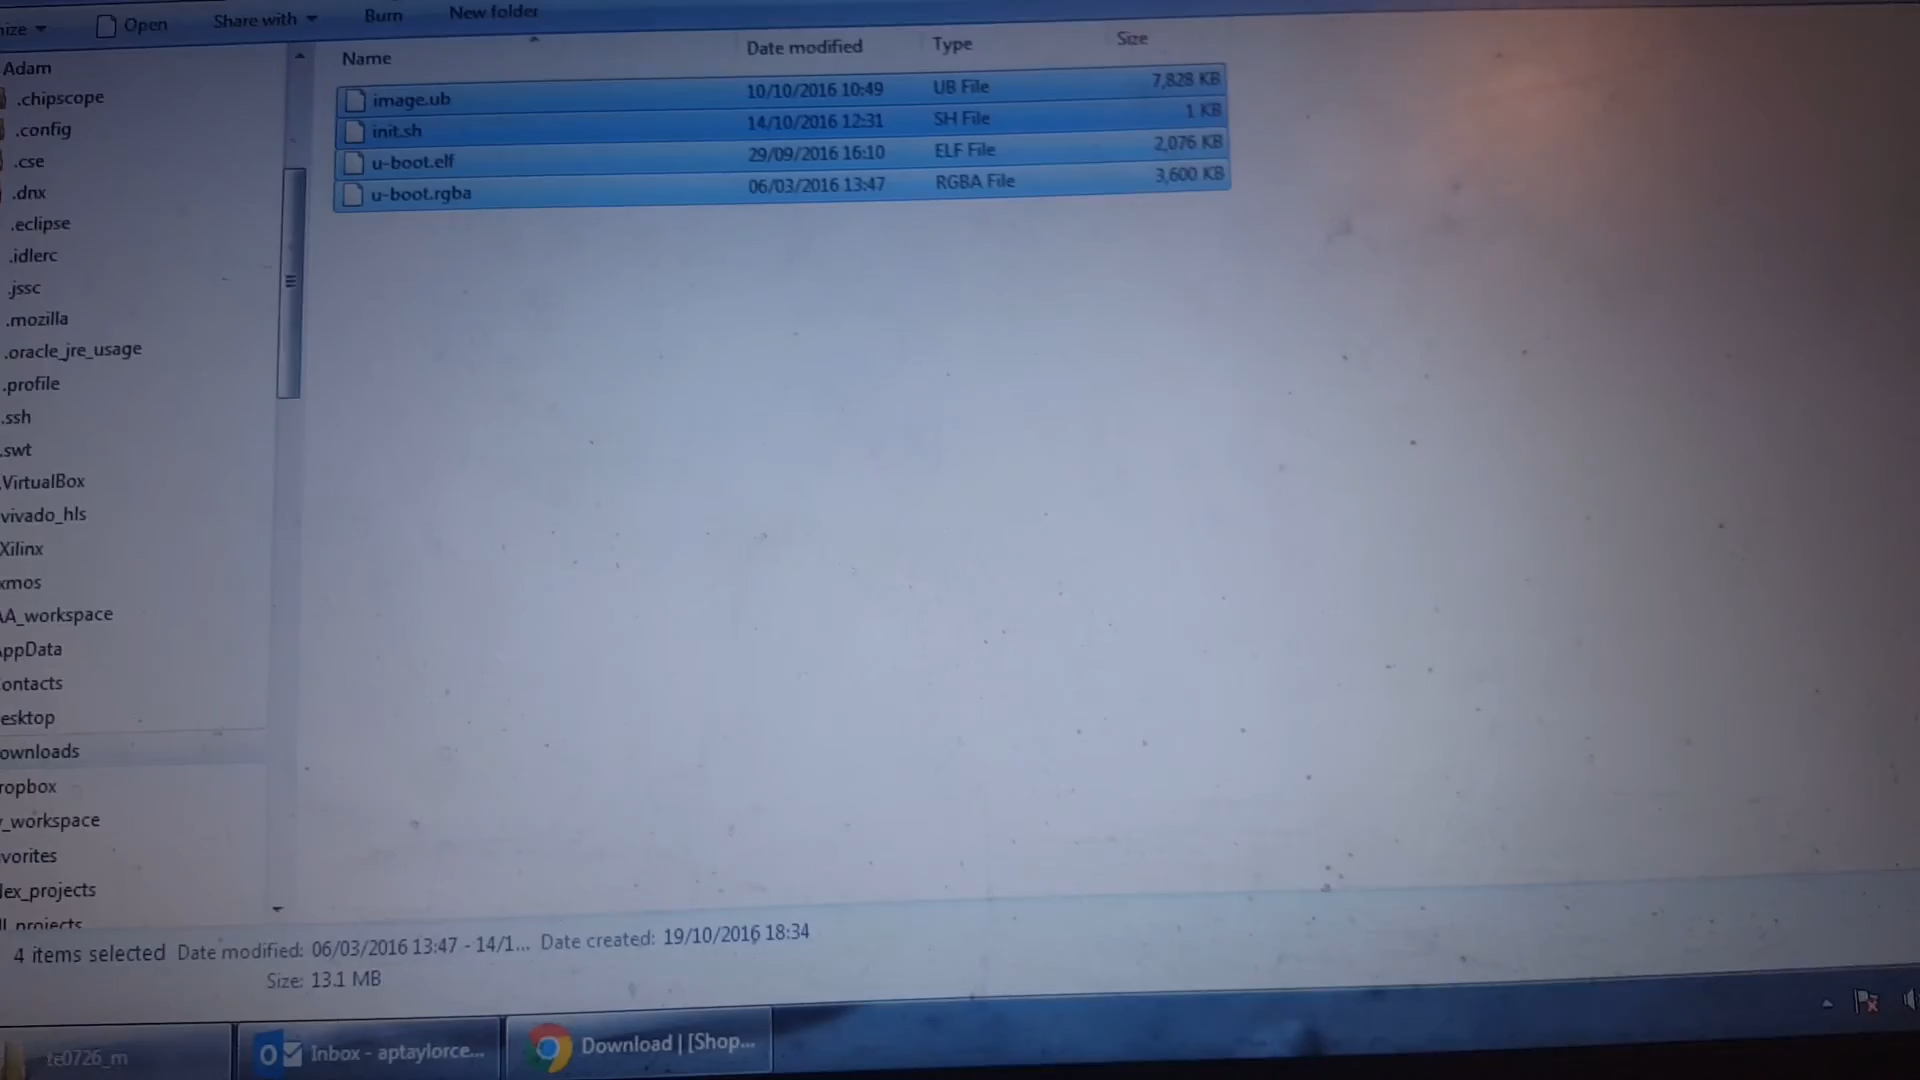 Open Share with Burn New folder
Name Date modified Type Size
image.ub 10/10/2016 10:49 UB File 7,828 KB
init.sh 14/10/2016 12:31 SH File 1 KB
u-boot.elf 29/09/2016 16:10 ELF File 2,076 KB
u-boot.rgba 06/03/2016 13:47 RGBA File 3,600 KB
Adam
.chipscope
.config
.cse
.dnx
.eclipse
.idlerc
.jssc
.mozilla
.oracle_jre_usage
.profile
.ssh
.swt
.VirtualBox
vivado_hls
Xilinx
xmos
AA_workspace
ppData
ontacts
esktop
ownloads
ropbox
_workspace
vorites
lex_projects
4 items selected Date modified: 06/03/2016 13:47 - 14/1... Date created: 19/10/2016 18:34
Size: 13.1 MB
te0726_m
Inbox - aptaylorce...
Download | [Shop...